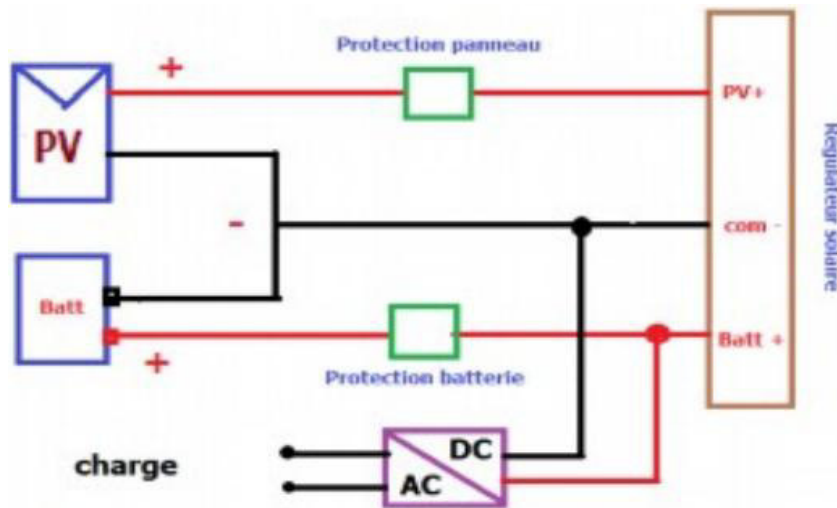 Protection panneau
+
PV+
PV
Régulateur solaire
-
com -
Batt
Batt +
+
Protection batterie
charge
DC
AC